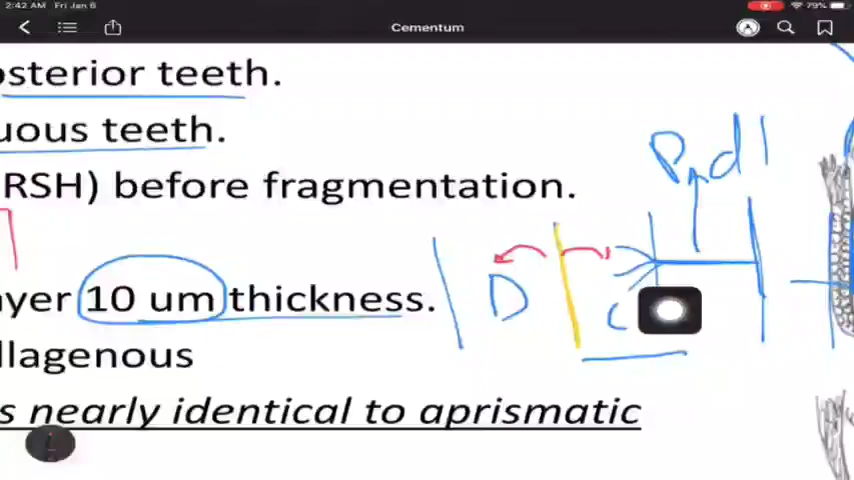 2:42 AM Fri Jan 6
79%
Cementum
osterior teeth.
uous teeth.
RSH) before fragmentation.
ayer 10 um thickness.
llagenous
s nearly identical to aprismatic
P.d l
D
C